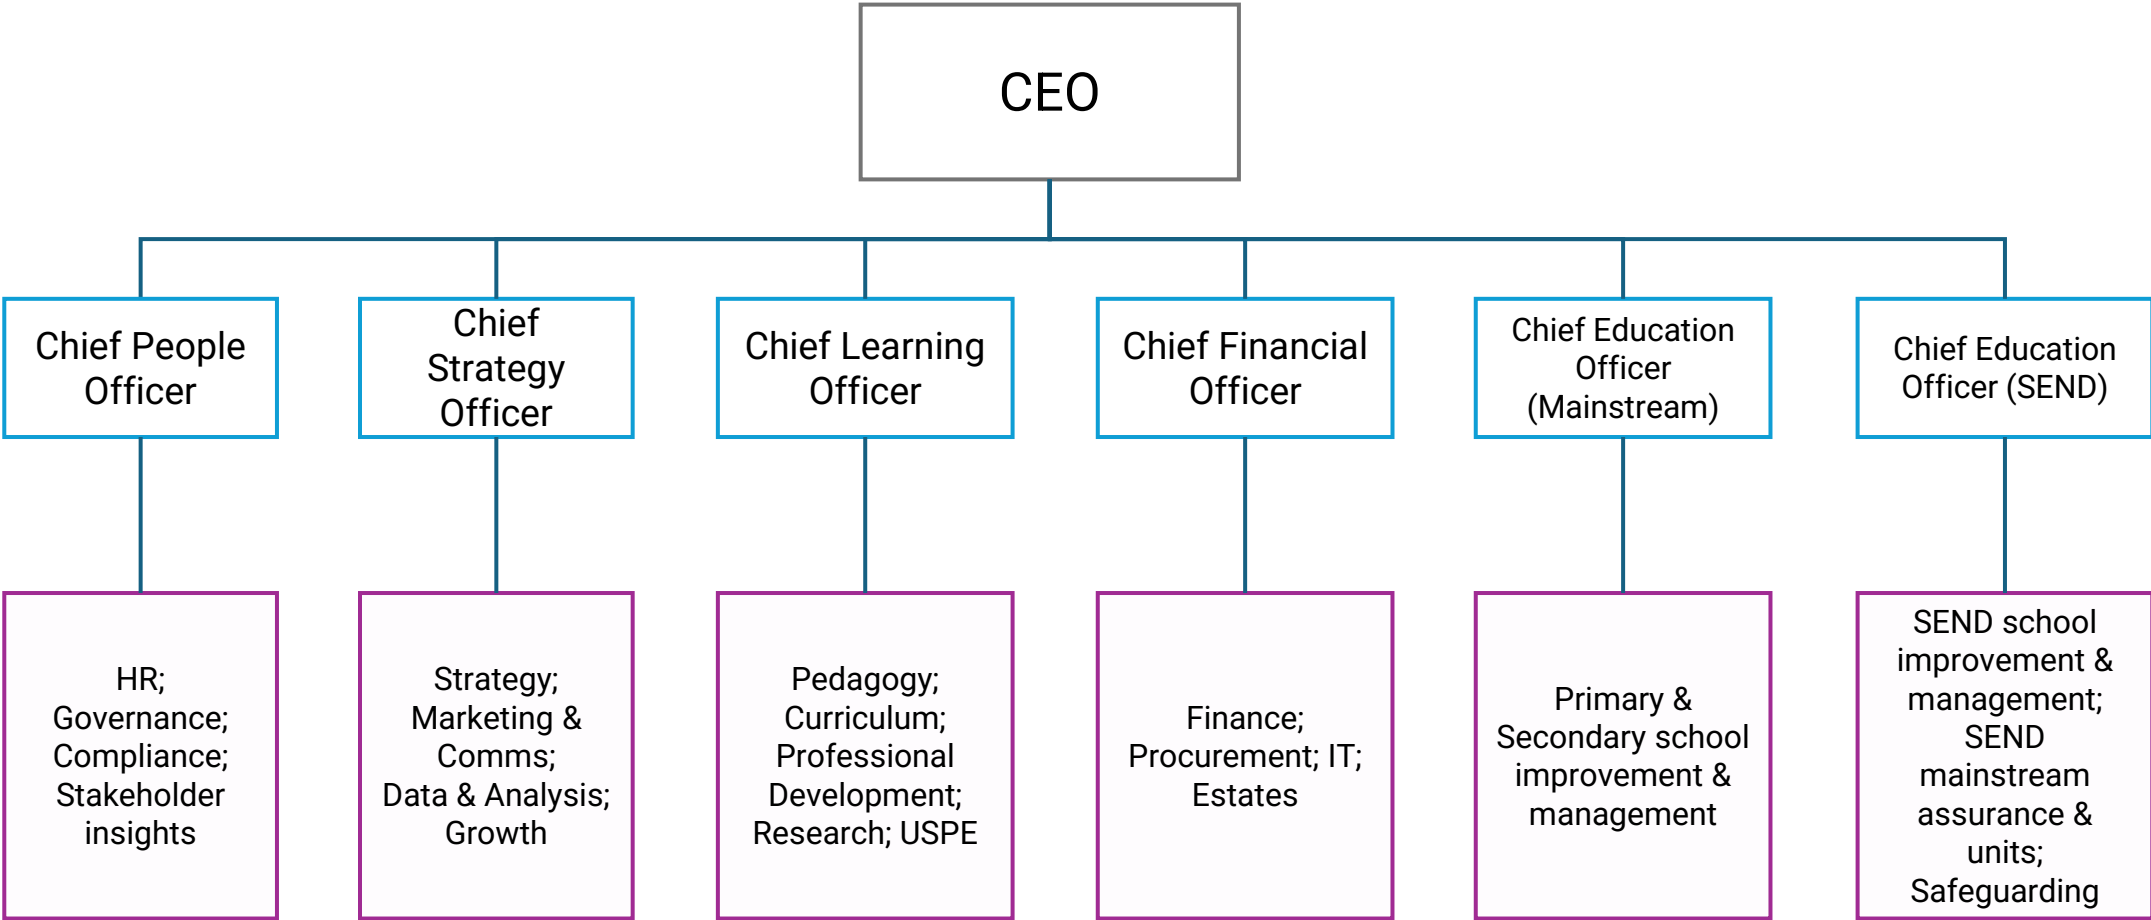 CEO
Chief People
Officer
Chief
Strategy
Officer
Chief Learning
Officer
Chief Financial
Officer
Chief Education
Officer
(Mainstream)
Chief Education
Officer (SEND)
HR;
Governance;
Compliance;
Stakeholder
insights
Strategy;
Marketing &
Comms;
Data & Analysis;
Growth
Pedagogy;
Curriculum;
Professional
Development;
Research; USPE
Finance;
Procurement; IT;
Estates
Primary &
Secondary school
improvement &
management
SEND school
improvement &
management;
SEND
mainstream
assurance &
units;
Safeguarding